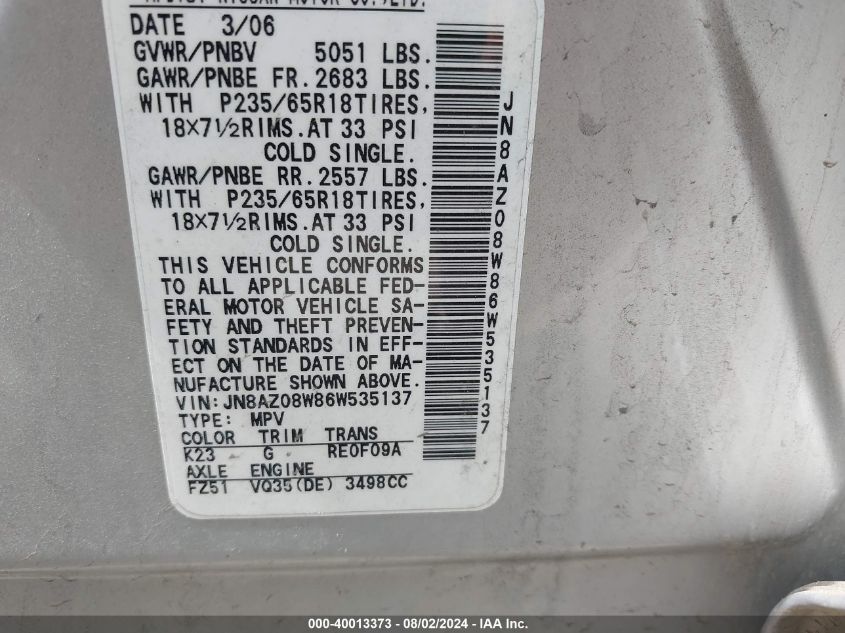 DATE 3/06
GVWR/PNBV 5051 LBS.
GAWR/PNBE FR. 2683 LBS.
WITH P235/65R18TIRES,
18X7½RIMS.AT 33 PSI
COLD SINGLE.
GAWR/PNBE RR. 2557 LBS.
WITH P235/65R18TIRES,
18X7½RIMS.AT 33 PSI
COLD SINGLE.
THIS VEHICLE CONFORMS
TO ALL APPLICABLE FED-
ERAL MOTOR VEHICLE SA-
FETY AND THEFT PREVEN-
TION STANDARDS IN EFF-
ECT ON THE DATE OF MA-
NUFACTURE SHOWN ABOVE.
VIN:JN8AZ08W86W535137
TYPE: MPV
COLOR TRIM TRANS
K23 G RE0F09A
AXLE ENGINE
FZ51 VQ35(DE) 3498CC
JN8AZ08W86W535137
000-40013373 - 08/02/2024 - IAA Inc.